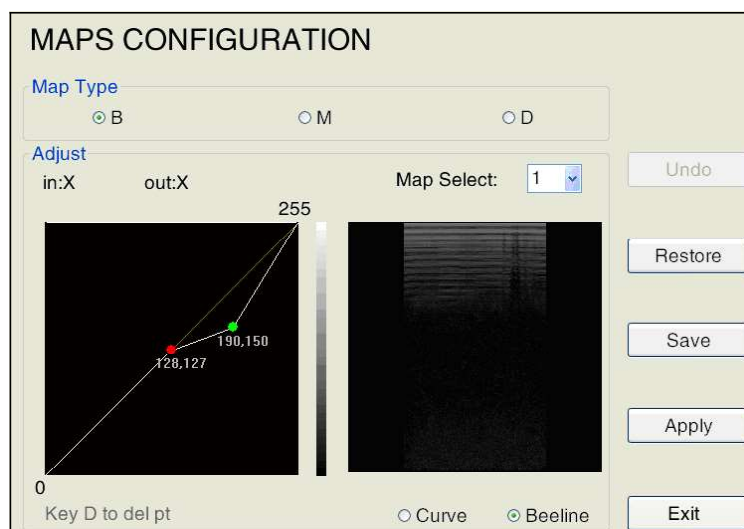 MAPS CONFIGURATION
Map Type
B M D
Adjust
in:X out:X Map Select: 1
Undo
255
Restore
190,150
Save
128,127
Apply
0
Key D to del pt Curve Beeline Exit